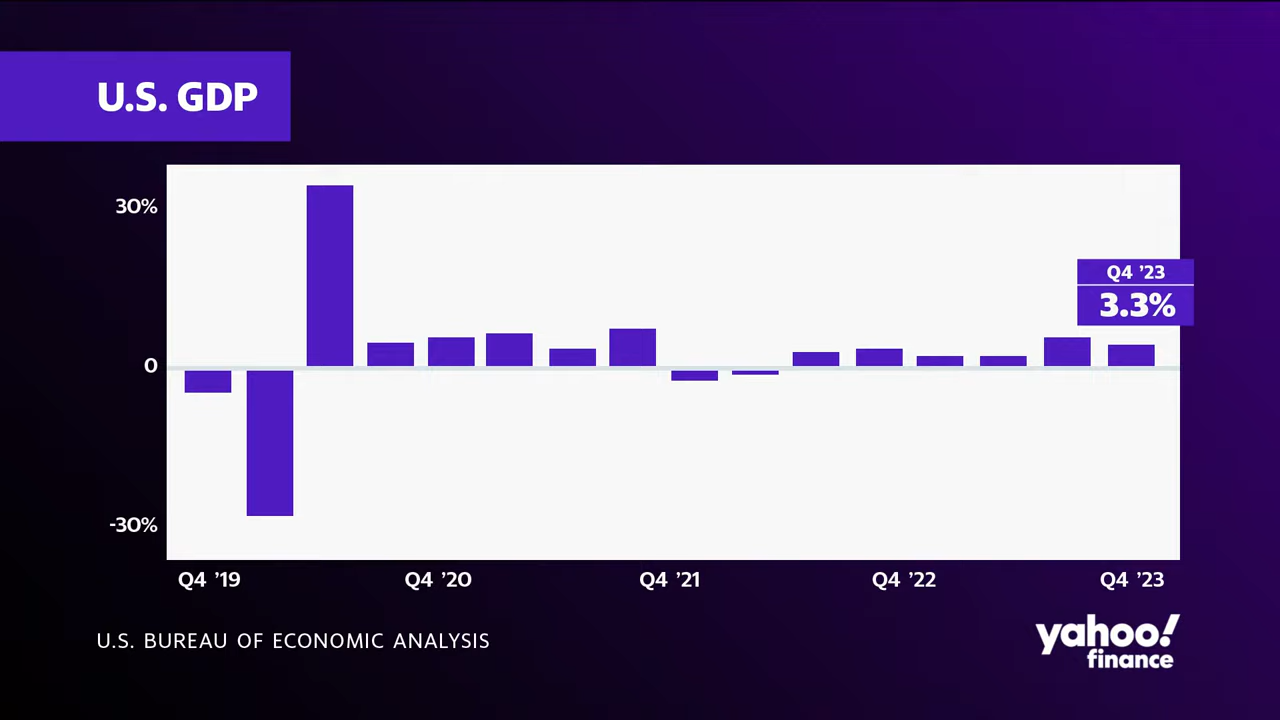 U.S. GDP
30%
Q4 ’23
3.3%
0
-30%
Q4 ’19 Q4 ’20 Q4 ’21 Q4 ’22 Q4 ’23
U.S. BUREAU OF ECONOMIC ANALYSIS
yahoo!
finance